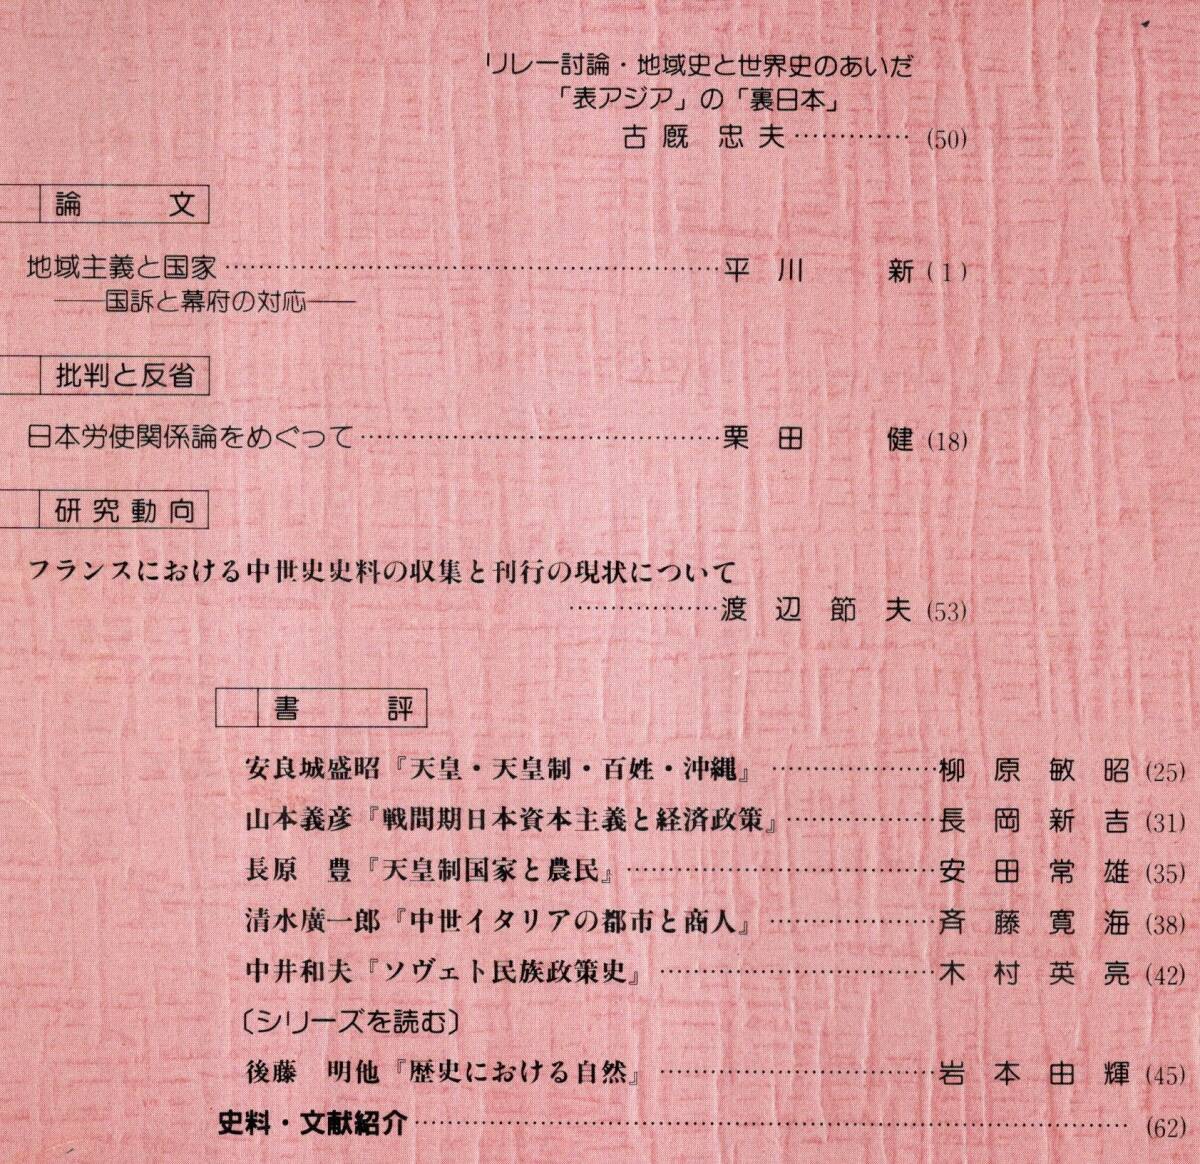 リレー討論・地域史と世界史のあいだ
「表アジア」の「裏日本」
古厩 忠夫 ………… (50)
論 文
地域主義と国家 ………… 平川 新 (1)
――国訴と幕府の対応――
批判と反省
日本労使関係論をめぐって ………… 栗田 健 (18)
研究動向
フランスにおける中世史史料の収集と刊行の現状について
………… 渡辺節夫 (53)
書 評
安良城盛昭『天皇・天皇制・百姓・沖縄』 ………… 柳原敏昭 (25)
山本義彦『戦間期日本資本主義と経済政策』 ………… 長岡新吉 (31)
長原 豊『天皇制国家と農民』 ………… 安田常雄 (35)
清水廣一郎『中世イタリアの都市と商人』 ………… 斉藤寛海 (38)
中井和夫『ソヴェト民族政策史』 ………… 木村英亮 (42)
〔シリーズを読む〕
後藤 明他『歴史における自然』 ………… 岩本由輝 (45)
史料・文献紹介 ………… (62)